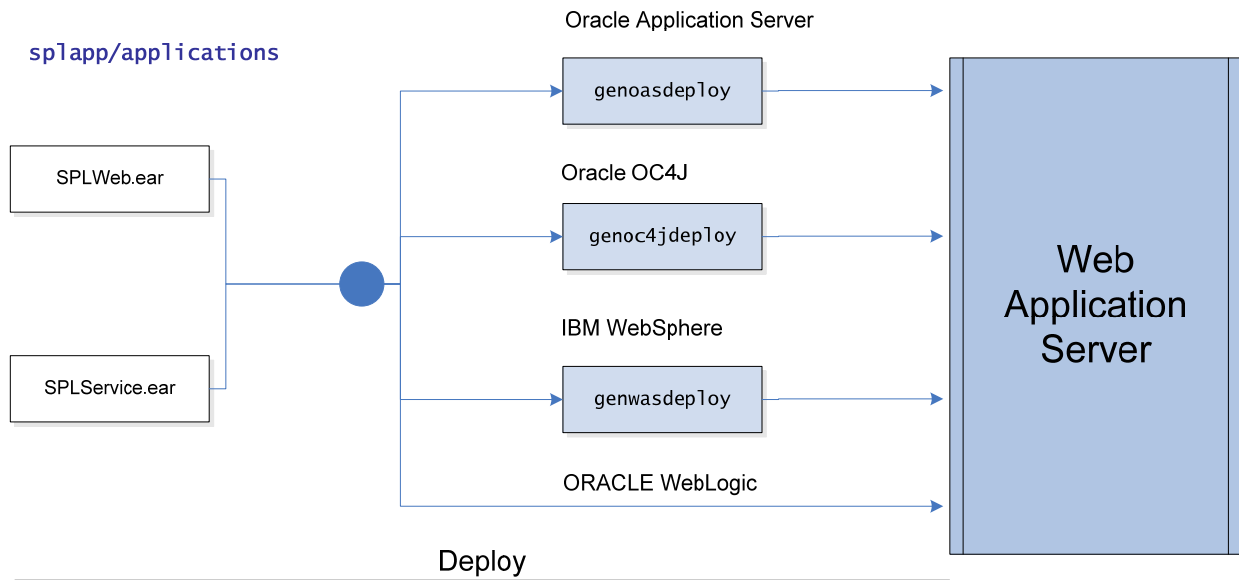 splapp/applications
SPLWeb.ear
SPLService.ear
Oracle Application Server
genoasdeploy
Oracle OC4J
genoc4jdeploy
IBM WebSphere
genwasdeploy
ORACLE WebLogic
Web
Application
Server
Deploy